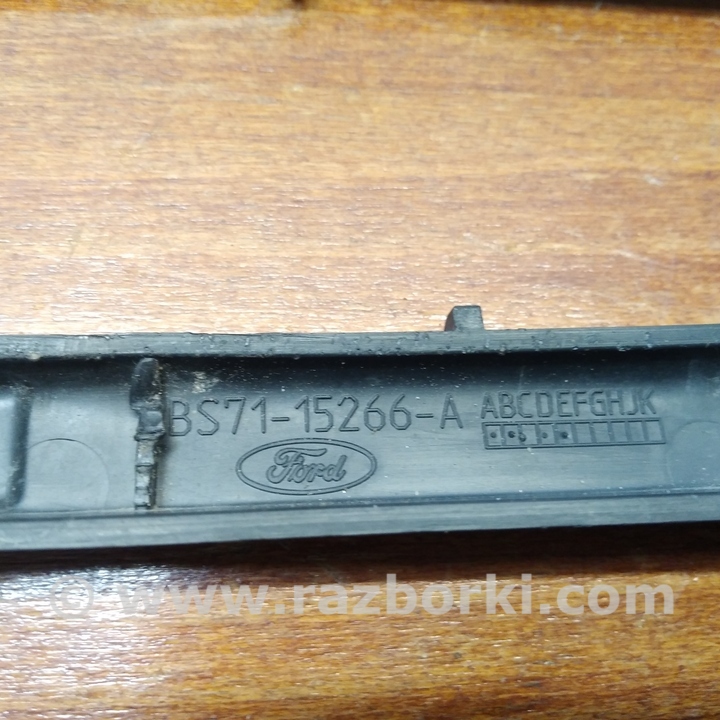 BS71-15266-A ABCDEFGHJK
Ford
© www.razborki.com